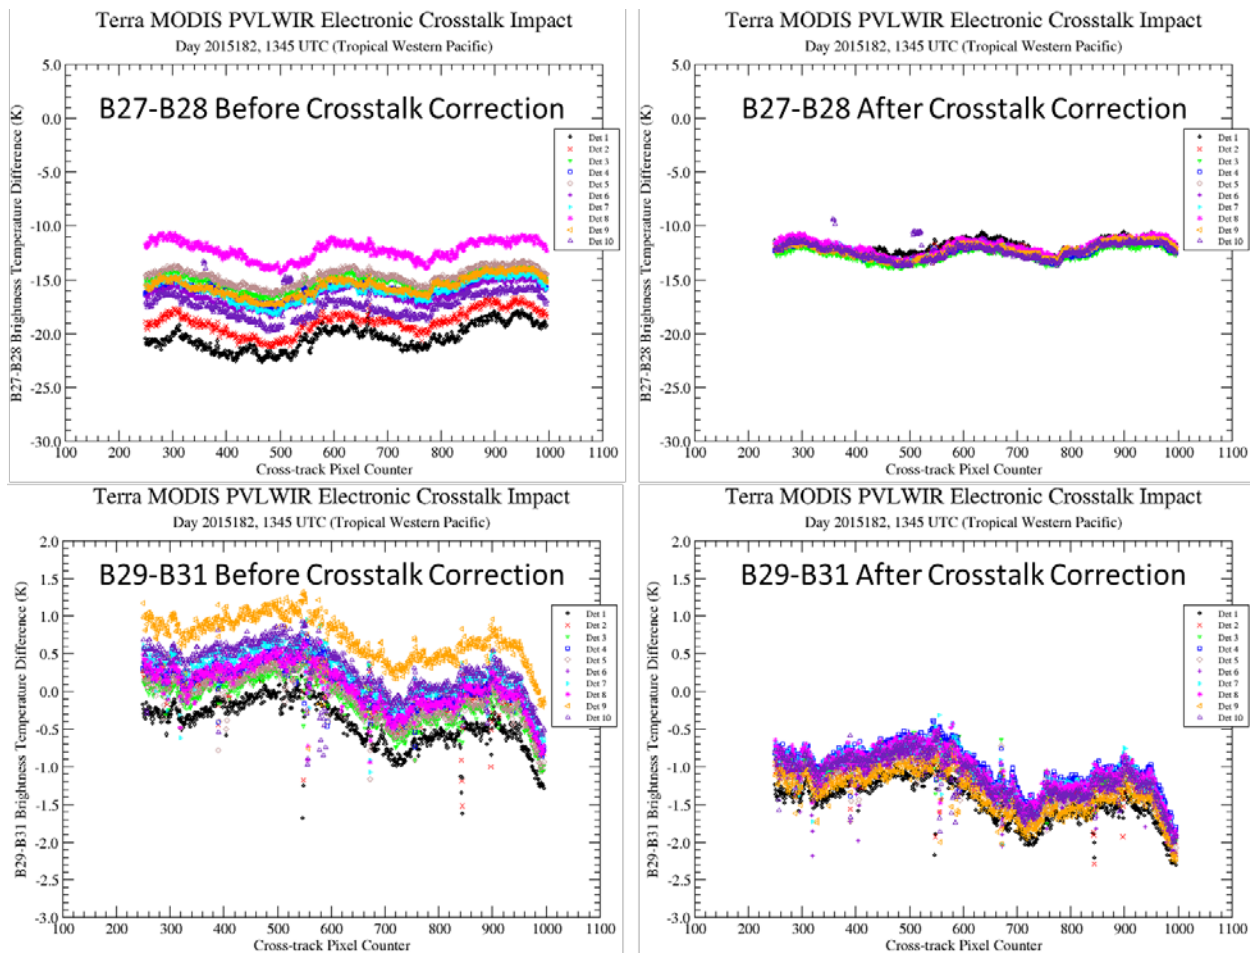 Terra MODIS PVLWIR Electronic Crosstalk Impact
Day 2015182, 1345 UTC (Tropical Western Pacific)
B27-B28 Before Crosstalk Correction
B27-B28 Brightness Temperature Difference (K)
5.0
0.0
-5.0
-10.0
-15.0
-20.0
-25.0
-30.0
Det 1
Det 2
Det 3
Det 4
Det 5
Det 6
Det 7
Det 8
Det 9
Det 10
100 200 300 400 500 600 700 800 900 1000 1100
Cross-track Pixel Counter
Terra MODIS PVLWIR Electronic Crosstalk Impact
Day 2015182, 1345 UTC (Tropical Western Pacific)
B27-B28 After Crosstalk Correction
B27-B28 Brightness Temperature Difference (K)
5.0
0.0
-5.0
-10.0
-15.0
-20.0
-25.0
-30.0
Det 1
Det 2
Det 3
Det 4
Det 5
Det 6
Det 7
Det 8
Det 9
Det 10
100 200 300 400 500 600 700 800 900 1000 1100
Cross-track Pixel Counter
Terra MODIS PVLWIR Electronic Crosstalk Impact
Day 2015182, 1345 UTC (Tropical Western Pacific)
B29-B31 Before Crosstalk Correction
B29-B31 Brightness Temperature Difference (K)
2.0
1.5
1.0
0.5
0.0
-0.5
-1.0
-1.5
-2.0
-2.5
-3.0
Det 1
Det 2
Det 3
Det 4
Det 5
Det 6
Det 7
Det 8
Det 9
Det 10
100 200 300 400 500 600 700 800 900 1000 1100
Cross-track Pixel Counter
Terra MODIS PVLWIR Electronic Crosstalk Impact
Day 2015182, 1345 UTC (Tropical Western Pacific)
B29-B31 After Crosstalk Correction
B29-B31 Brightness Temperature Difference (K)
2.0
1.5
1.0
0.5
0.0
-0.5
-1.0
-1.5
-2.0
-2.5
-3.0
Det 1
Det 2
Det 3
Det 4
Det 5
Det 6
Det 7
Det 8
Det 9
Det 10
100 200 300 400 500 600 700 800 900 1000 1100
Cross-track Pixel Counter